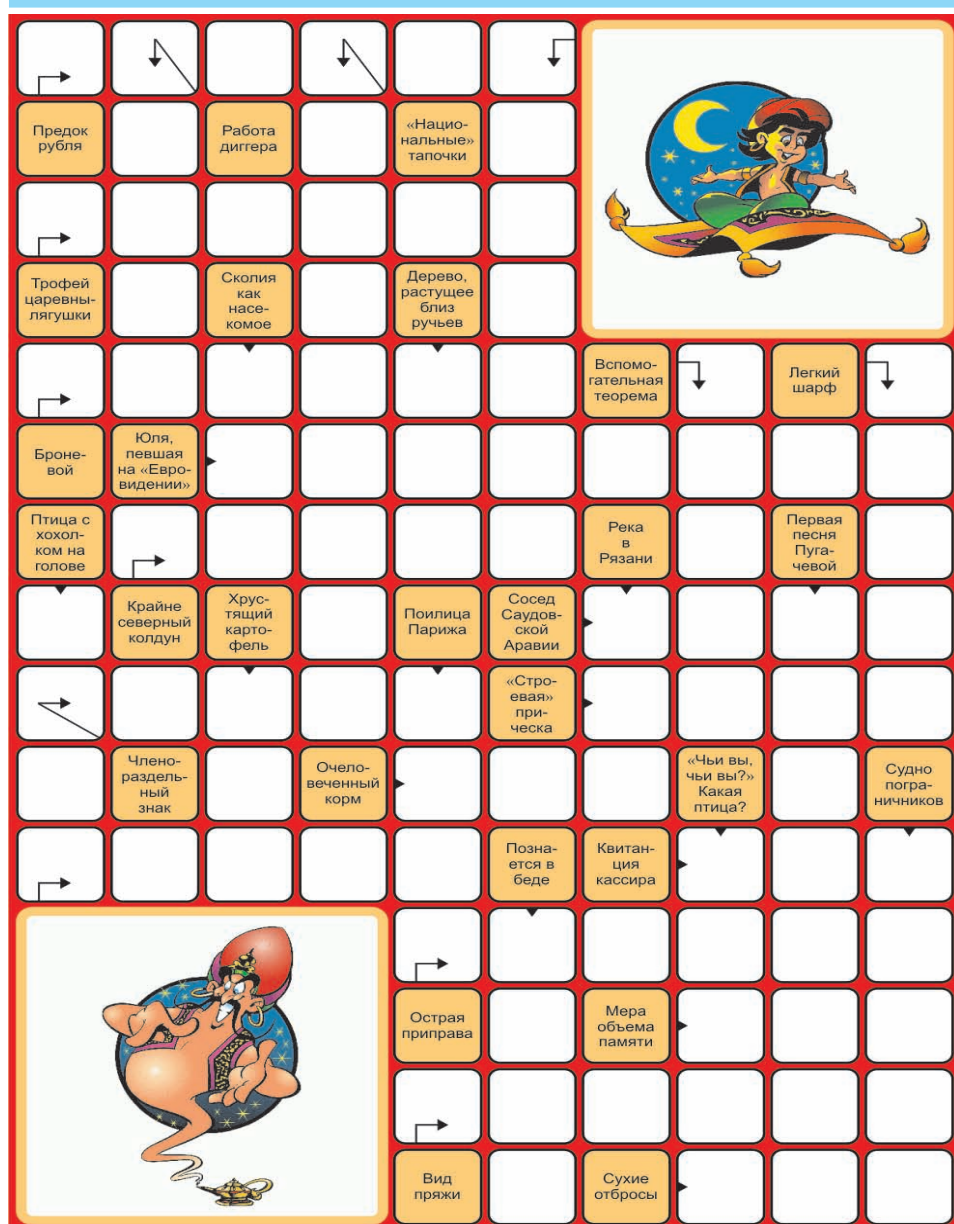 Предок
рубля
Работа
диггера
«Нацио-
нальные»
тапочки
Трофей
царевны-
лягушки
Сколия
как
насе-
комое
Дерево,
растущее
близ
ручьев
Вспомо-
гательная
теорема
Легкий
шарф
Броне-
вой
Юля,
певшая
на «Евро-
видении»
Птица с
хохол-
ком на
голове
Река
в
Рязани
Первая
песня
Пуга-
чевой
Крайне
северный
колдун
Хрус-
тящий
карто-
фель
Поилица
Парижа
Сосед
Саудов-
ской
Аравии
«Стро-
евая»
при-
ческа
Члено-
раздель-
ный
знак
Очело-
веченный
корм
«Чьи вы,
чьи вы?»
Какая
птица?
Судно
погра-
ничников
Позна-
ется в
беде
Квитан-
ция
кассира
Острая
приправа
Мера
объема
памяти
Вид
пряжи
Сухие
отбросы